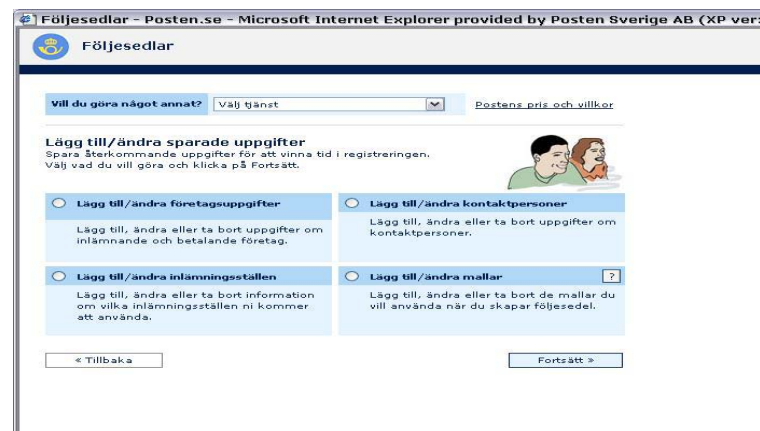 Följesedlar - Posten.se - Microsoft Internet Explorer provided by Posten Sverige AB (XP ver:
Följesedlar
Vill du göra något annat? Välj tjänst Postens pris och villkor
Lägg till/ändra sparade uppgifter
Spara återkommande uppgifter för att vinna tid i registreringen.
Välj vad du vill göra och klicka på Fortsätt.
Lägg till/ändra företagsuppgifter
Lägg till, ändra eller ta bort uppgifter om
inlämnande och betalande företag.
Lägg till/ändra kontaktpersoner
Lägg till, ändra eller ta bort uppgifter om
kontaktpersoner.
Lägg till/ändra inlämningsställen
Lägg till, ändra eller ta bort information
om vilka inlämningsställen ni kommer
att använda.
Lägg till/ändra mallar ?
Lägg till, ändra eller ta bort de mallar du
vill använda när du skapar följesedel.
« Tillbaka
Fortsätt »